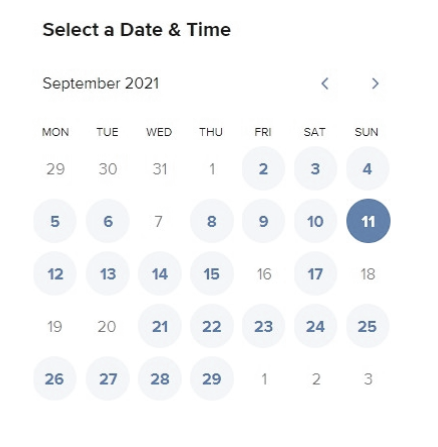 Select a Date & Time
September 2021
MON TUE WED THU FRI SAT SUN
29 30 31 1 2 3 4
5 6 7 8 9 10 11
12 13 14 15 16 17 18
19 20 21 22 23 24 25
26 27 28 29 1 2 3